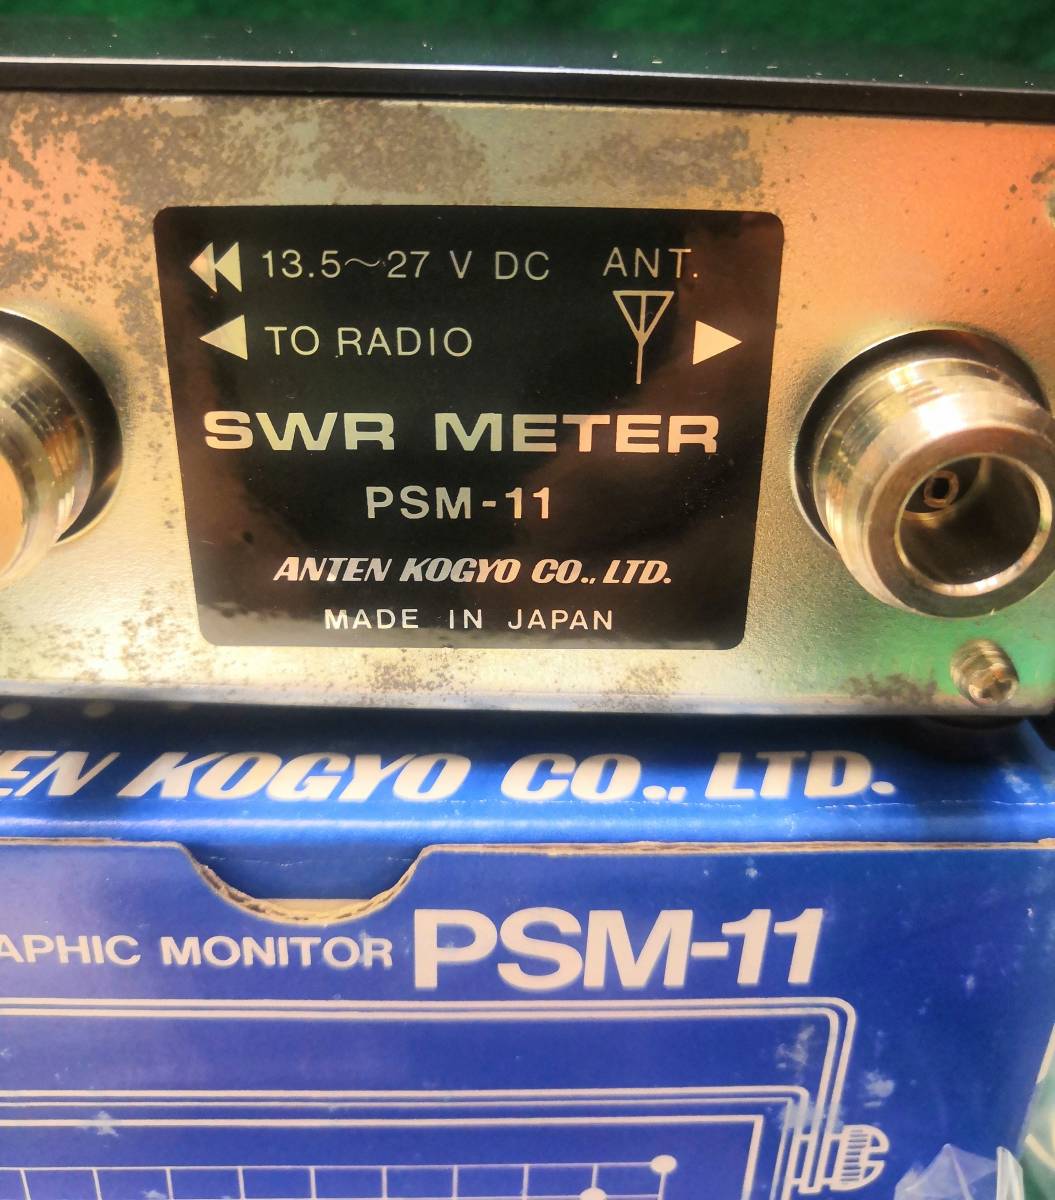 13.5～27 V DC ANT.
TO RADIO
SWR METER
PSM-11
ANTEN KOGYO CO., LTD.
MADE IN JAPAN
EN KOGYO CO., LTD.
APHIC MONITOR PSM-11